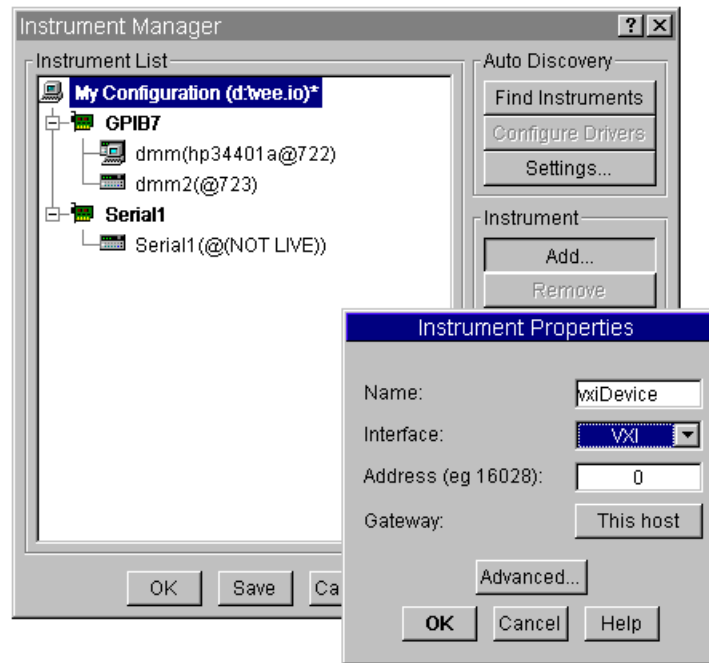 Instrument Manager
? ×
Instrument List
My Configuration (d:\vee.io)*
GPIB7
dmm(hp34401a@722)
dmm2(@723)
Serial1
Serial1(@(NOT LIVE))
Auto Discovery
Find Instruments
Configure Drivers
Settings...
Instrument
Add...
Remove
OK
Save
Ca
Instrument Properties
Name:
vxiDevice
Interface:
VXI
Address (eg 16028):
0
Gateway:
This host
Advanced...
OK
Cancel
Help